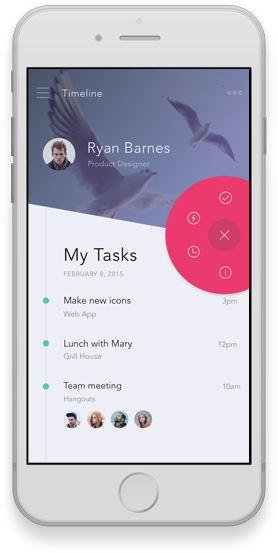 Timeline
Ryan Barnes
Product Designer
My Tasks
FEBRUARY 8, 2015
Make new icons 3pm
Web App
Lunch with Mary 12pm
Grill House
Team meeting 10am
Hangouts